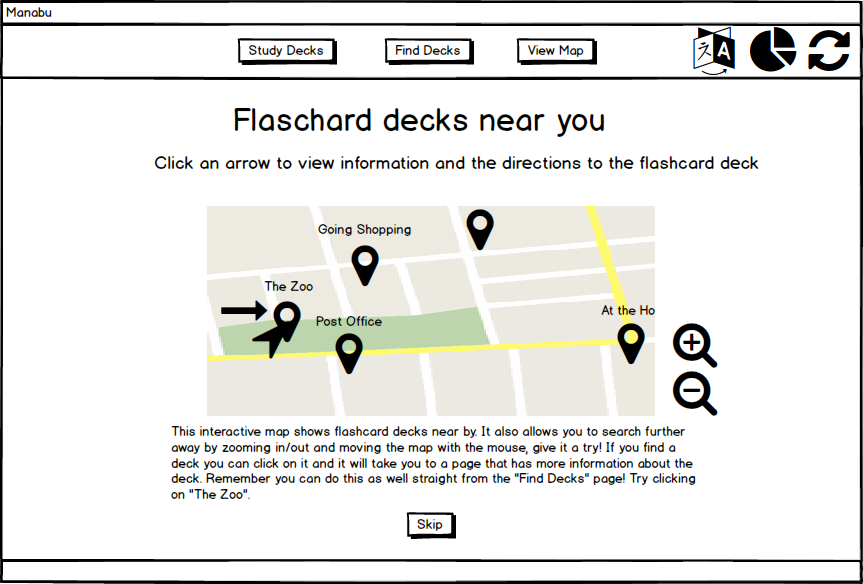 Manabu
Study Decks
Find Decks
View Map
A
Flaschard decks near you
Click an arrow to view information and the directions to the flashcard deck
Going Shopping
The Zoo
Post Office
At the Ho
This interactive map shows flashcard decks near by. It also allows you to search further
away by zooming in/out and moving the map with the mouse, give it a try! If you find a
deck you can click on it and it will take you to a page that has more information about the
deck. Remember you can do this as well straight from the "Find Decks" page! Try clicking
on "The Zoo".
Skip